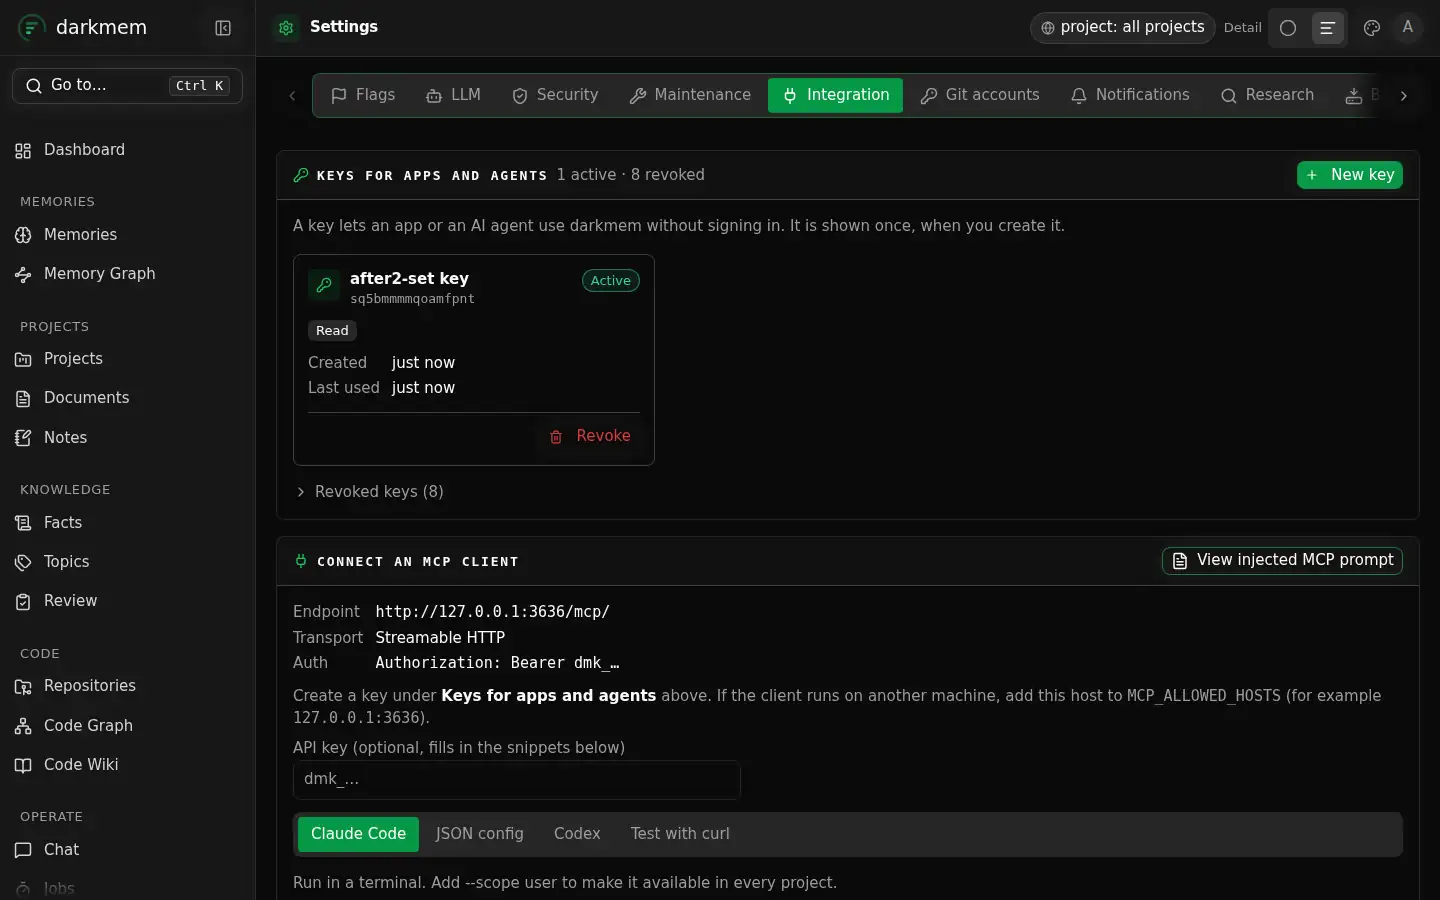 darkmem
Settings
project: all projects
Detail
A
Go to...
Ctrl K
Flags
LLM
Security
Maintenance
Integration
Git accounts
Notifications
Research
B
Dashboard
MEMORIES
Memories
Memory Graph
PROJECTS
Projects
Documents
Notes
KNOWLEDGE
Facts
Topics
Review
CODE
Repositories
Code Graph
Code Wiki
OPERATE
Chat
Jobs
KEYS FOR APPS AND AGENTS 1 active · 8 revoked
+ New key
A key lets an app or an AI agent use darkmem without signing in. It is shown once, when you create it.
after2-set key
Active
sq5bmmmmqoamfpnt
Read
Created just now
Last used just now
Revoke
Revoked keys (8)
CONNECT AN MCP CLIENT
View injected MCP prompt
Endpoint http://127.0.0.1:3636/mcp/
Transport Streamable HTTP
Auth Authorization: Bearer dmk_…
Create a key under Keys for apps and agents above. If the client runs on another machine, add this host to MCP_ALLOWED_HOSTS (for example
127.0.0.1:3636).
API key (optional, fills in the snippets below)
dmk_...
Claude Code
JSON config
Codex
Test with curl
Run in a terminal. Add --scope user to make it available in every project.